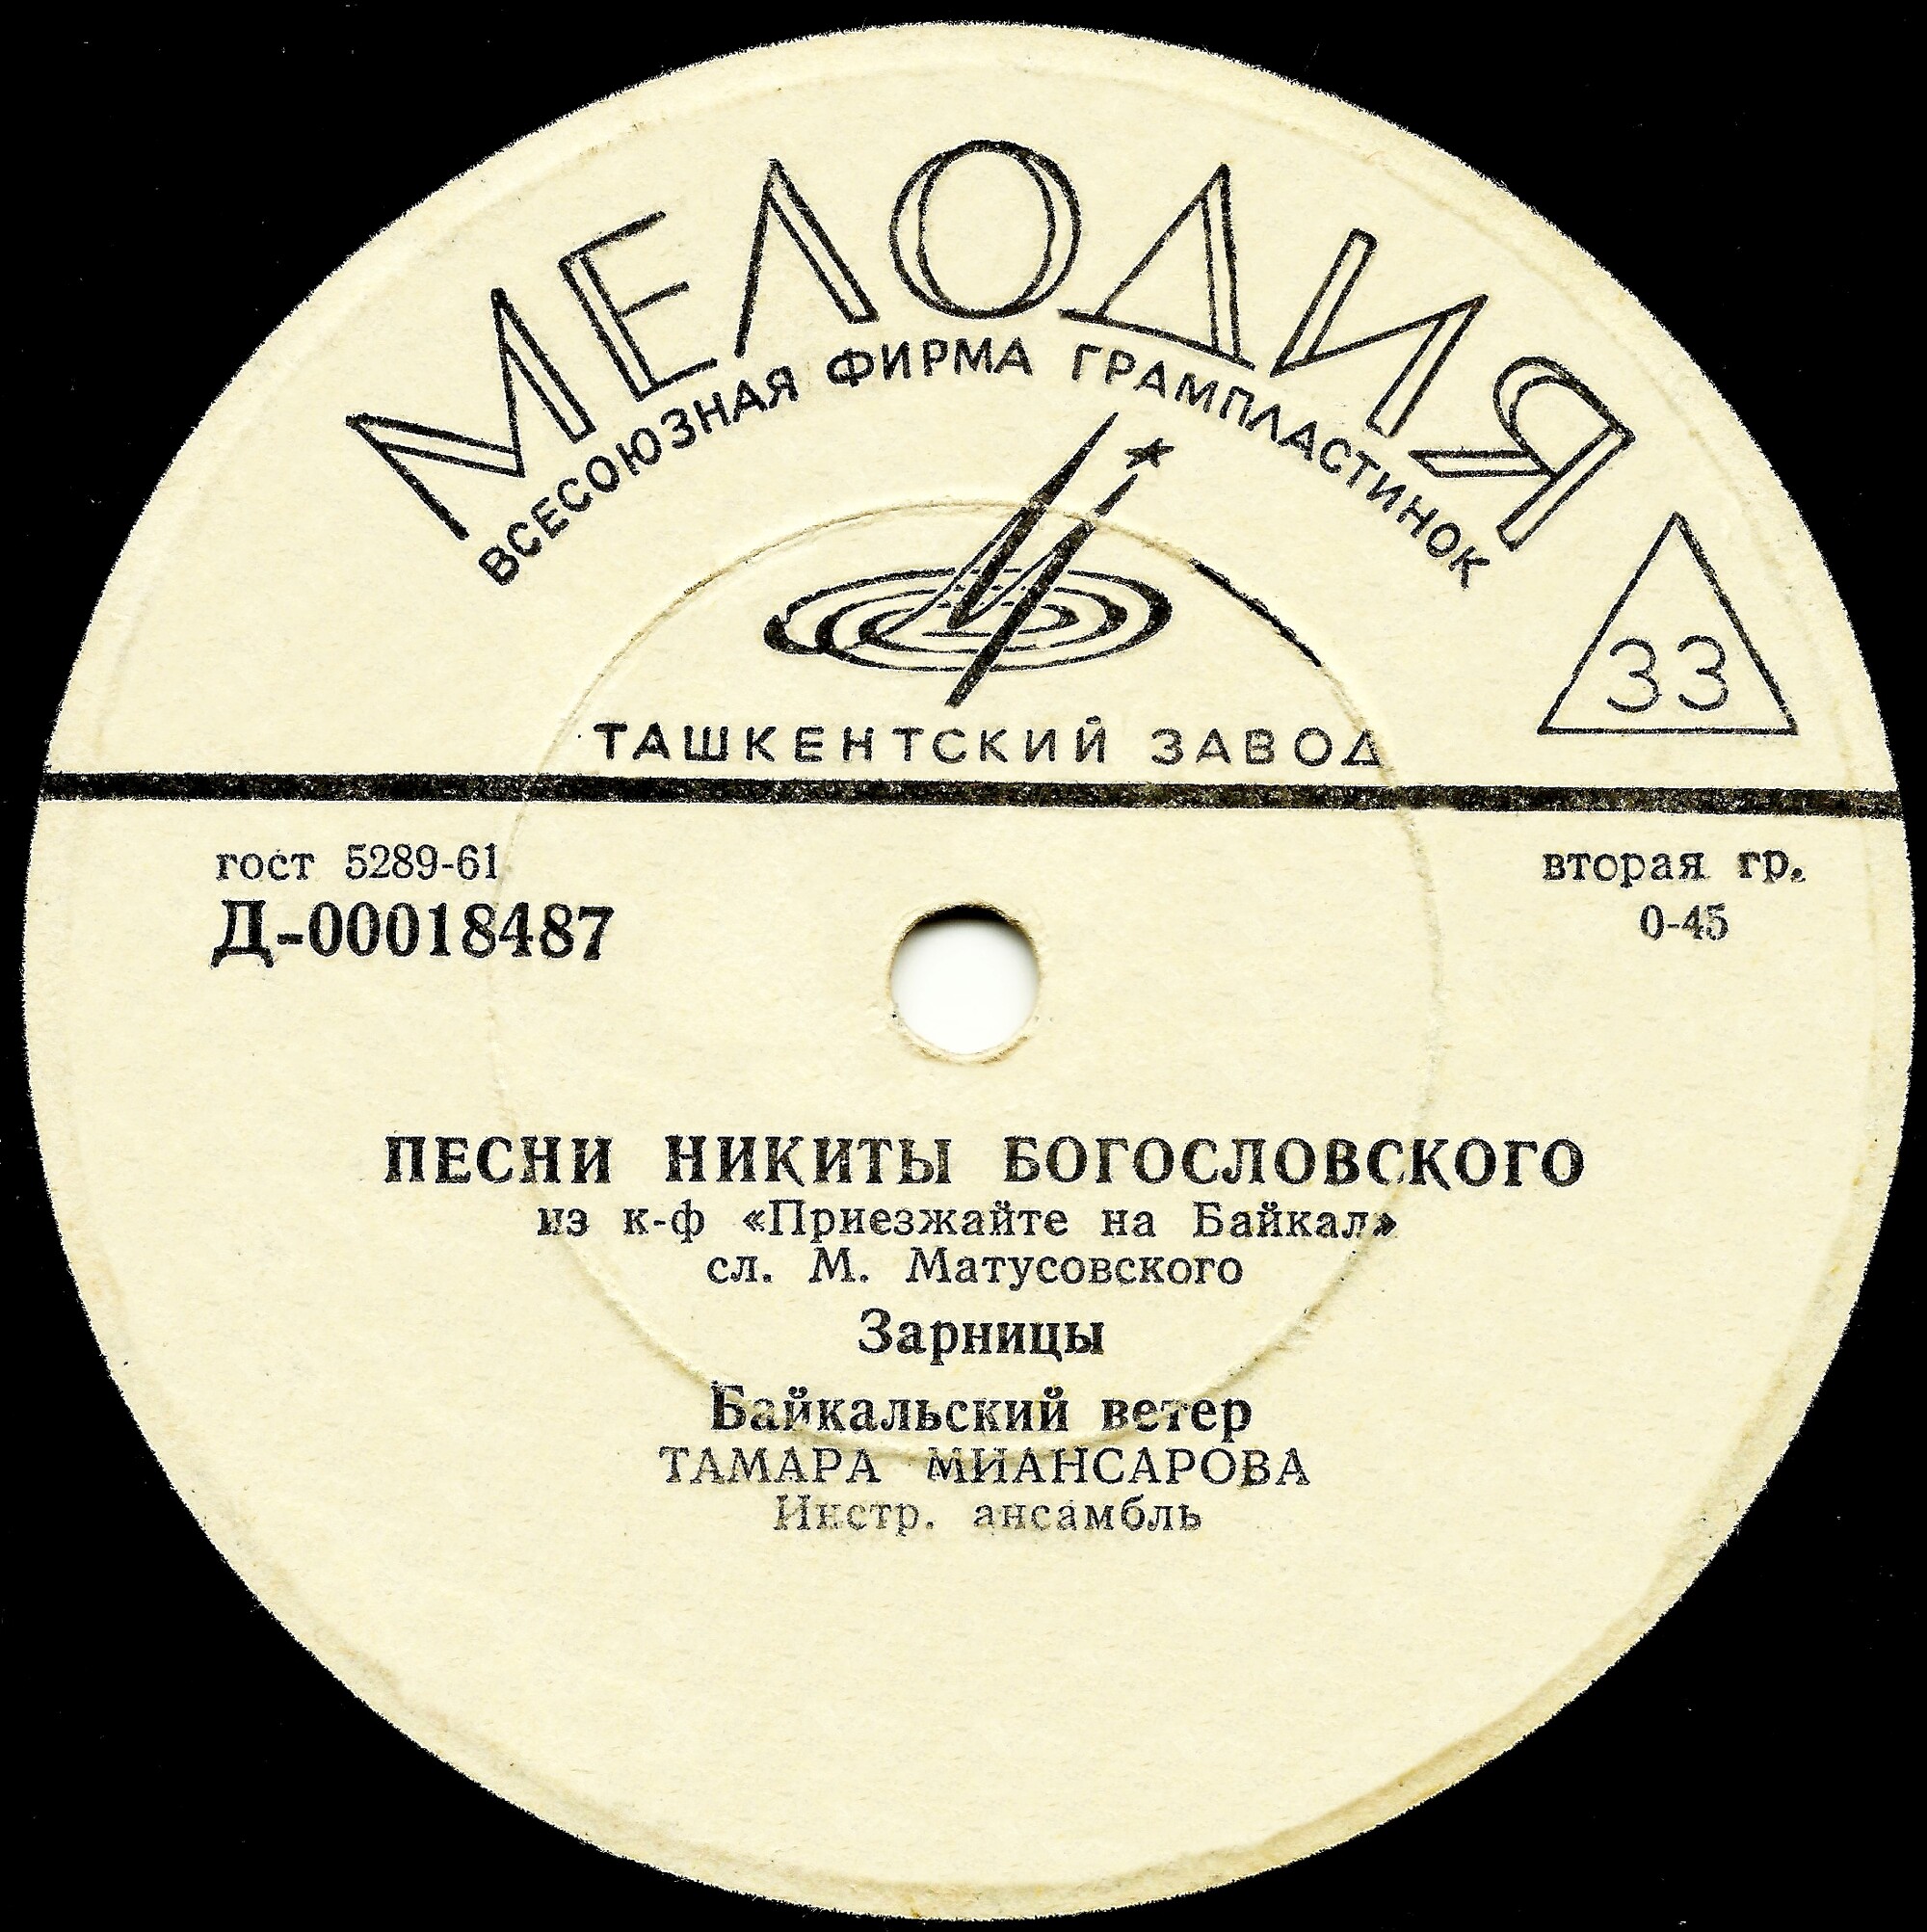 МЕЛОДИЯ
ВСЕСОЮЗНАЯ ФИРМА ГРАМПЛАСТИНОК
33
ТАШКЕНТСКИЙ ЗАВОД
гост 5289-61
вторая гр.
Д-00018487
0-45
ПЕСНИ НИКИТЫ БОГОСЛОВСКОГО
из к-ф «Приезжайте на Байкал»
сл. М. Матусовского
Зарницы
Байкальский ветер
ТАМАРА МИАНСАРОВА
Инстр. ансамбль